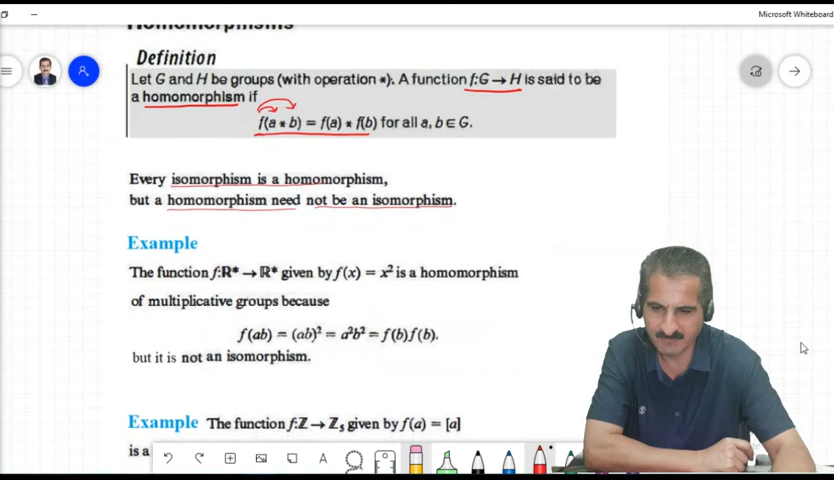 Microsoft Whiteboard
Homomorphisms
Definition
Let G and H be groups (with operation *). A function f:G → H is said to be
a homomorphism if
f(a * b) = f(a) * f(b) for all a, b ∈ G.
Every isomorphism is a homomorphism,
but a homomorphism need not be an isomorphism.
Example
The function f:R* → ℝ* given by f(x) = x² is a homomorphism
of multiplicative groups because
f(ab) = (ab)² = a²b² = f(b)f(b).
but it is not an isomorphism.
Example The function f:Z → Z₅ given by f(a) = [a]
is a
A